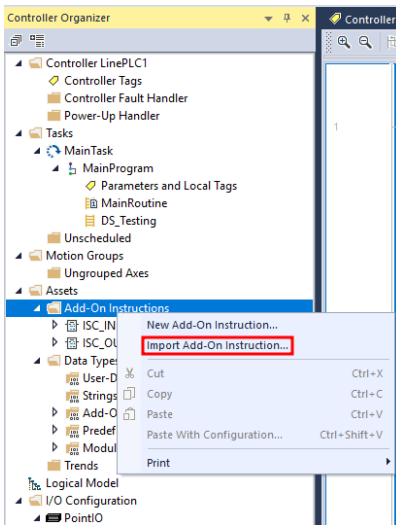 Controller Organizer
Controller
Controller LinePLC1
Controller Tags
Controller Fault Handler
Power-Up Handler
Tasks
MainTask
MainProgram
Parameters and Local Tags
MainRoutine
DS_Testing
Unscheduled
Motion Groups
Ungrouped Axes
Assets
Add-On Instructions
ISC_IN
ISC_OU
Data Types
User-D
Strings
Add-O
Predef
Modul
Trends
Logical Model
I/O Configuration
PointIO
1
New Add-On Instruction...
Import Add-On Instruction...
Cut Ctrl+X
Copy Ctrl+C
Paste Ctrl+V
Paste With Configuration... Ctrl+Shift+V
Print